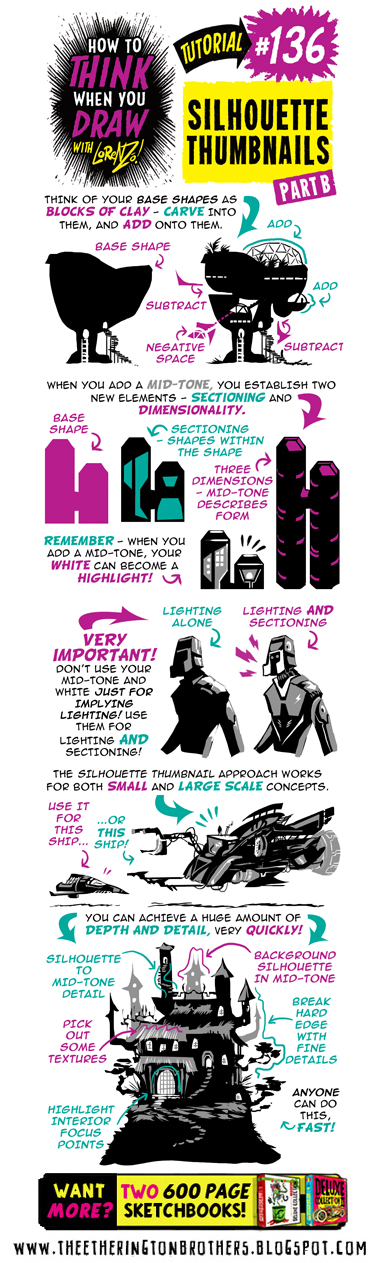 HOW TO
THINK
WHEN YOU
DRAW
WITH LORENZO!
TUTORIAL
#136
SILHOUETTE
THUMBNAILS
PART B
THINK OF YOUR BASE SHAPES AS
BLOCKS OF CLAY - CARVE INTO
THEM, AND ADD ONTO THEM.
ADD
BASE SHAPE
ADD
SUBTRACT
NEGATIVE
SPACE
SUBTRACT
WHEN YOU ADD A MID-TONE, YOU ESTABLISH TWO
NEW ELEMENTS - SECTIONING AND
DIMENSIONALITY.
BASE
SHAPE
SECTIONING
- SHAPES WITHIN
THE SHAPE
THREE
DIMENSIONS
- MID-TONE
DESCRIBES
FORM
REMEMBER - WHEN YOU
ADD A MID-TONE, YOUR
WHITE CAN BECOME A
HIGHLIGHT!
LIGHTING
ALONE
LIGHTING AND
SECTIONING
VERY
IMPORTANT!
DON'T USE YOUR
MID-TONE AND
WHITE JUST FOR
IMPLYING
LIGHTING! USE
THEM FOR
LIGHTING AND
SECTIONING!
THE SILHOUETTE THUMBNAIL APPROACH WORKS
FOR BOTH SMALL AND LARGE SCALE CONCEPTS.
USE IT
FOR
THIS
SHIP...
...OR
THIS
SHIP!
YOU CAN ACHIEVE A HUGE AMOUNT OF
DEPTH AND DETAIL, VERY QUICKLY!
SILHOUETTE
TO
MID-TONE
DETAIL
BACKGROUND
SILHOUETTE
IN MID-TONE
PICK
OUT
SOME
TEXTURES
BREAK
HARD
EDGE
WITH
FINE
DETAILS
HIGHLIGHT
INTERIOR
FOCUS
POINTS
ANYONE
CAN DO
THIS,
FAST!
WANT
MORE?
TWO 600 PAGE
SKETCHBOOKS!
DELUXE
COLLECTION
WWW.THEETHERINGTONBROTHERS.BLOGSPOT.COM